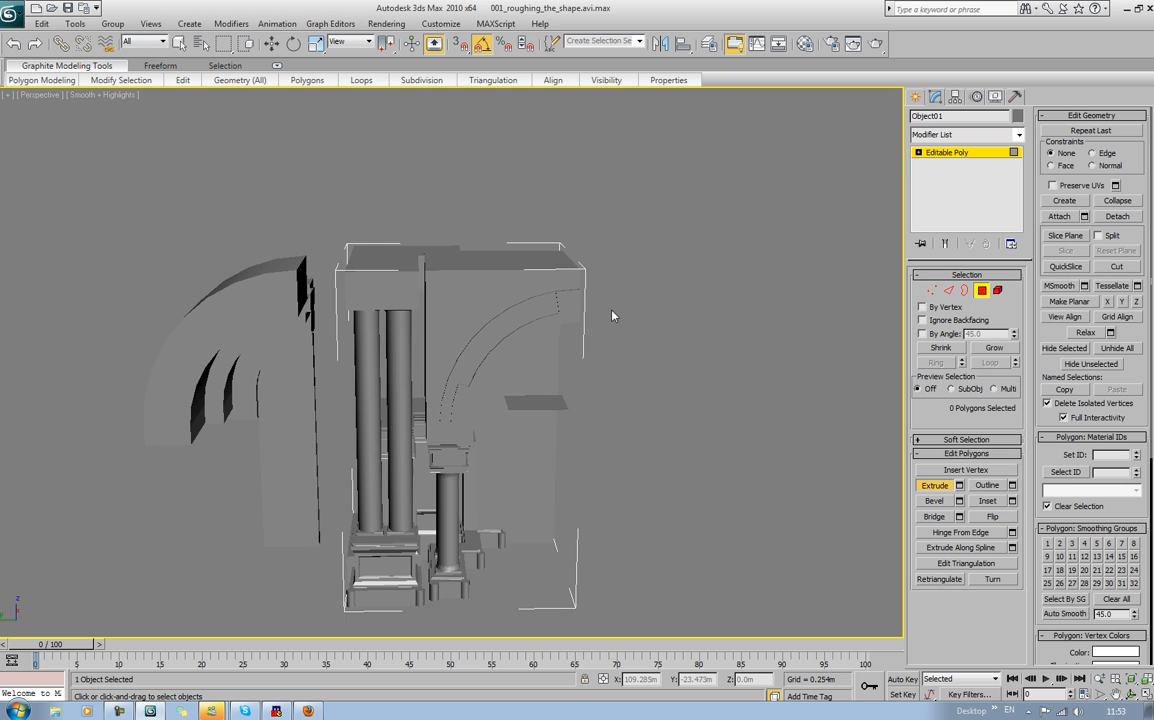 Autodesk 3ds Max 2010 x64 001_roughing_the_shape.avi.max
Type a keyword or phrase
Edit Tools Group Views Create Modifiers Animation Graph Editors Rendering Customize MAXScript Help
All View Create Selection Se
Graphite Modeling Tools Freeform Selection
Polygon Modeling Modify Selection Edit Geometry (All) Polygons Loops Subdivision Triangulation Align Visibility Properties
[ + ] [ Perspective ] [ Smooth + Highlights ]
Object01
Modifier List
Editable Poly
Selection
By Vertex
Ignore Backfacing
By Angle: 45.0
Shrink Grow
Ring Loop
Preview Selection
Off SubObj Multi
0 Polygons Selected
Soft Selection
Edit Polygons
Insert Vertex
Extrude Outline
Bevel Inset
Bridge Flip
Hinge From Edge
Extrude Along Spline
Edit Triangulation
Retriangulate Turn
Edit Geometry
Repeat Last
Constraints
None Edge
Face Normal
Preserve UVs
Create Collapse
Attach Detach
Slice Plane Split
Slice Reset Plane
QuickSlice Cut
MSmooth Tessellate
Make Planar X Y Z
View Align Grid Align
Relax
Hide Selected Unhide All
Hide Unselected
Named Selections:
Copy Paste
Delete Isolated Vertices
Full Interactivity
Polygon: Material IDs
Set ID:
Select ID
Clear Selection
Polygon: Smoothing Groups
1 2 3 4 5 6 7 8
9 10 11 12 13 14 15 16
17 18 19 20 21 22 23 24
25 26 27 28 29 30 31 32
Select By SG Clear All
Auto Smooth 45.0
Polygon: Vertex Colors
Color:
z
x
y
0 / 100
0 5 10 15 20 25 30 35 40 45 50 55 60 65 70 75 80 85 90 95 100
1 Object Selected X: 109.285m Y: -23.473m Z: 0.0m Grid = 0.254m Auto Key Selected
Welcome to M Click or click-and-drag to select objects Add Time Tag Set Key Key Filters... 0
Desktop EN 11:53